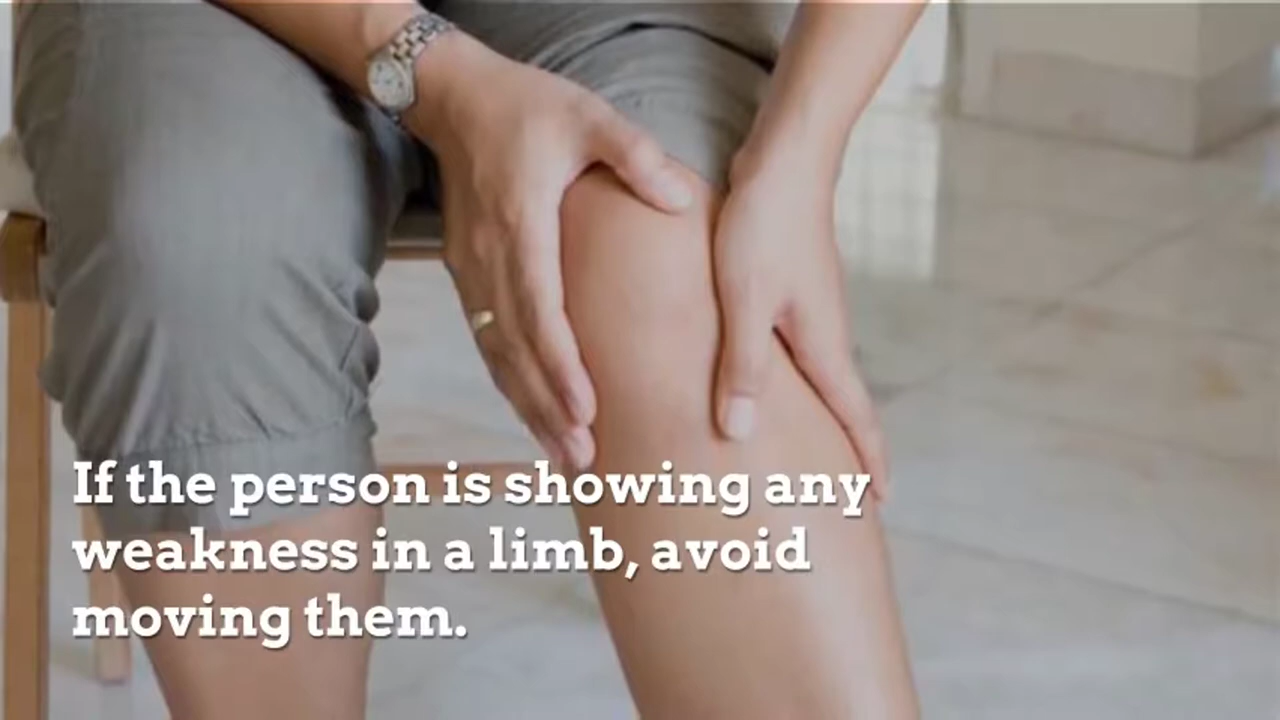 If the person is showing any
weakness in a limb, avoid
moving them.